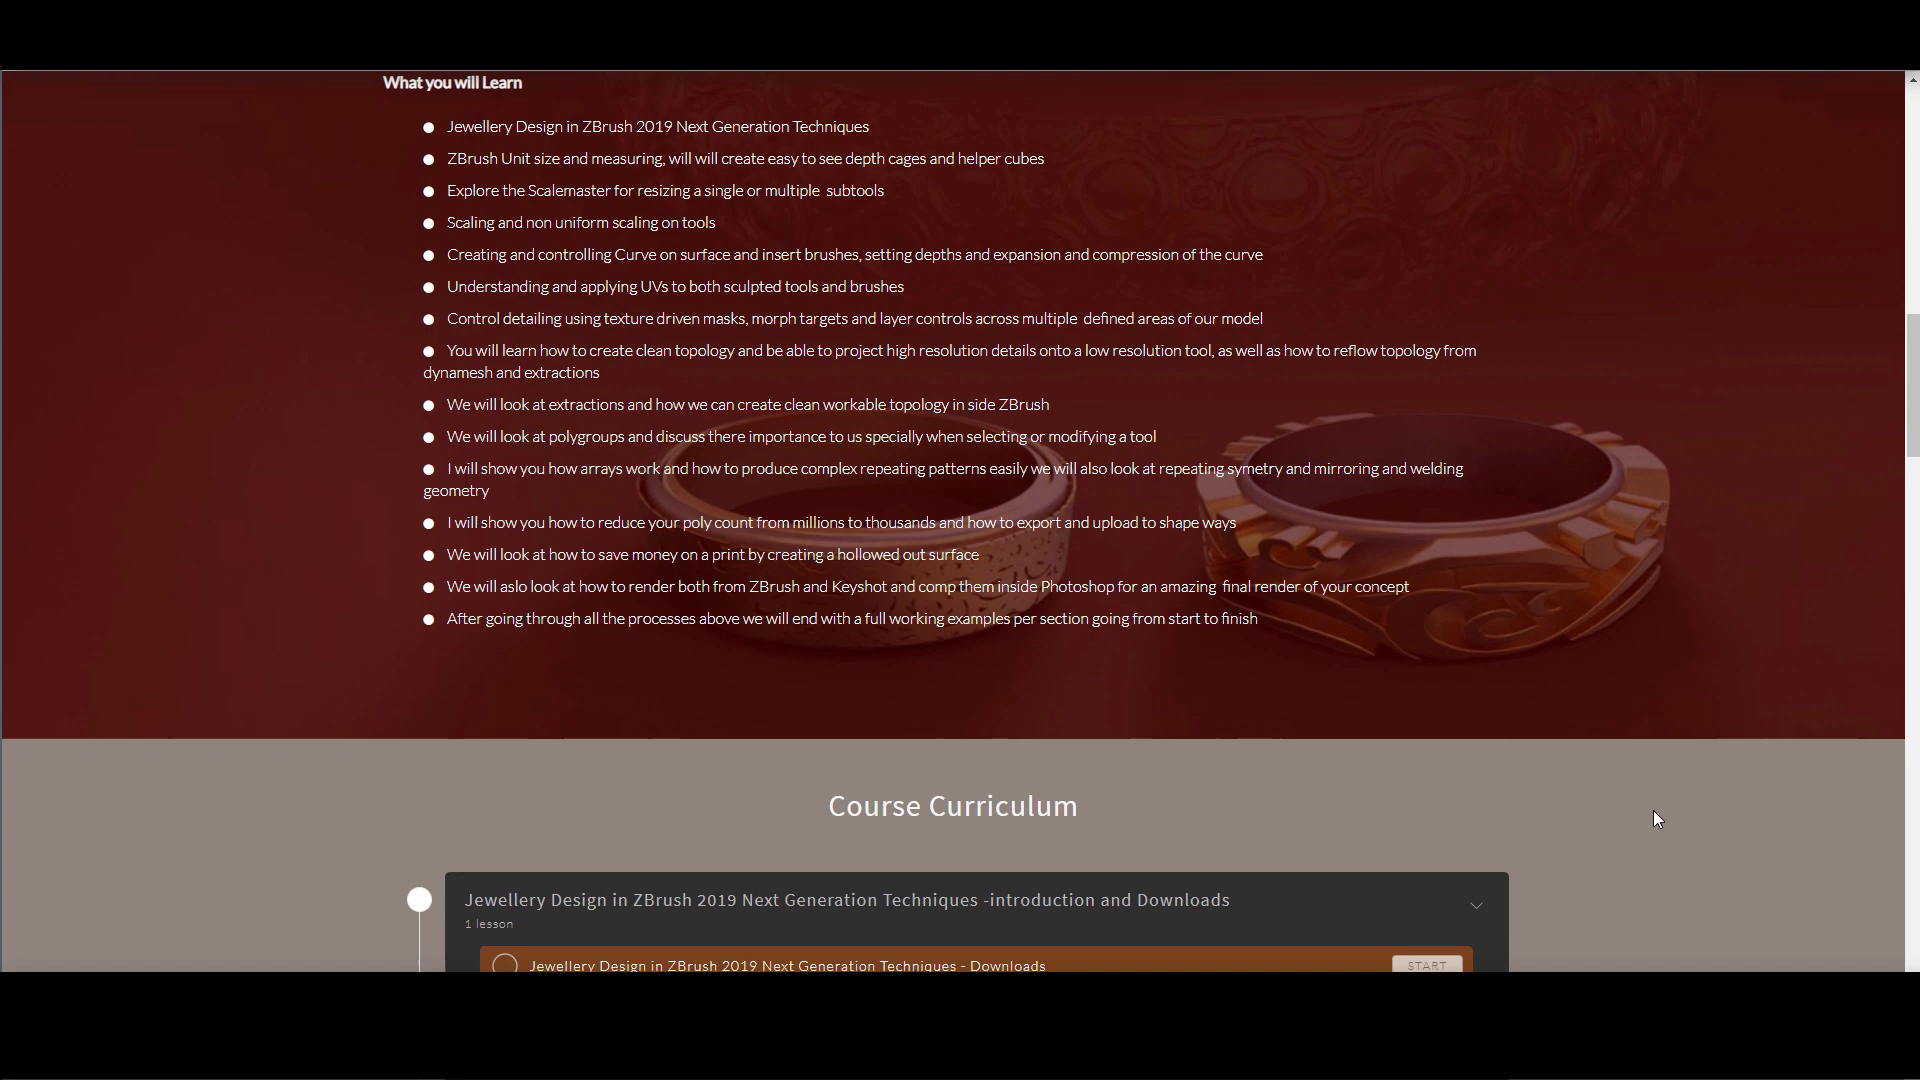 What you will Learn
Jewellery Design in ZBrush 2019 Next Generation Techniques
ZBrush Unit size and measuring, will will create easy to see depth cages and helper cubes
Explore the Scalemaster for resizing a single or multiple subtools
Scaling and non uniform scaling on tools
Creating and controlling Curve on surface and insert brushes, setting depths and expansion and compression of the curve
Understanding and applying UVs to both sculpted tools and brushes
Control detailing using texture driven masks, morph targets and layer controls across multiple defined areas of our model
You will learn how to create clean topology and be able to project high resolution details onto a low resolution tool, as well as how to reflow topology from
dynamesh and extractions
We will look at extractions and how we can create clean workable topology in side ZBrush
We will look at polygroups and discuss there importance to us specially when selecting or modifying a tool
I will show you how arrays work and how to produce complex repeating patterns easily we will also look at repeating symetry and mirroring and welding
geometry
I will show you how to reduce your poly count from millions to thousands and how to export and upload to shape ways
We will look at how to save money on a print by creating a hollowed out surface
We will aslo look at how to render both from ZBrush and Keyshot and comp them inside Photoshop for an amazing final render of your concept
After going through all the processes above we will end with a full working examples per section going from start to finish
Course Curriculum
Jewellery Design in ZBrush 2019 Next Generation Techniques -introduction and Downloads
1 lesson
Jewellery Design in ZBrush 2019 Next Generation Techniques - Downloads
START